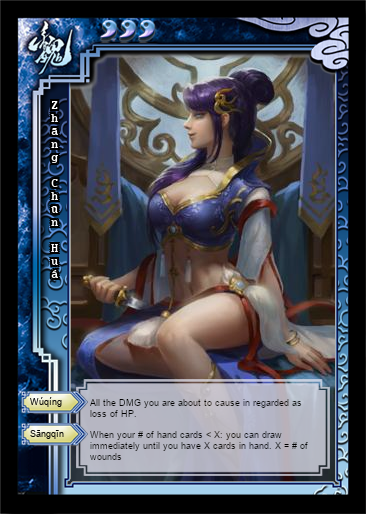 魏
Zhāng Chūn Huá
Wúqíng
All the DMG you are about to cause in regarded as
loss of HP.
Sāngqīn
When your # of hand cards < X: you can draw
immediately until you have X cards in hand. X = # of
wounds